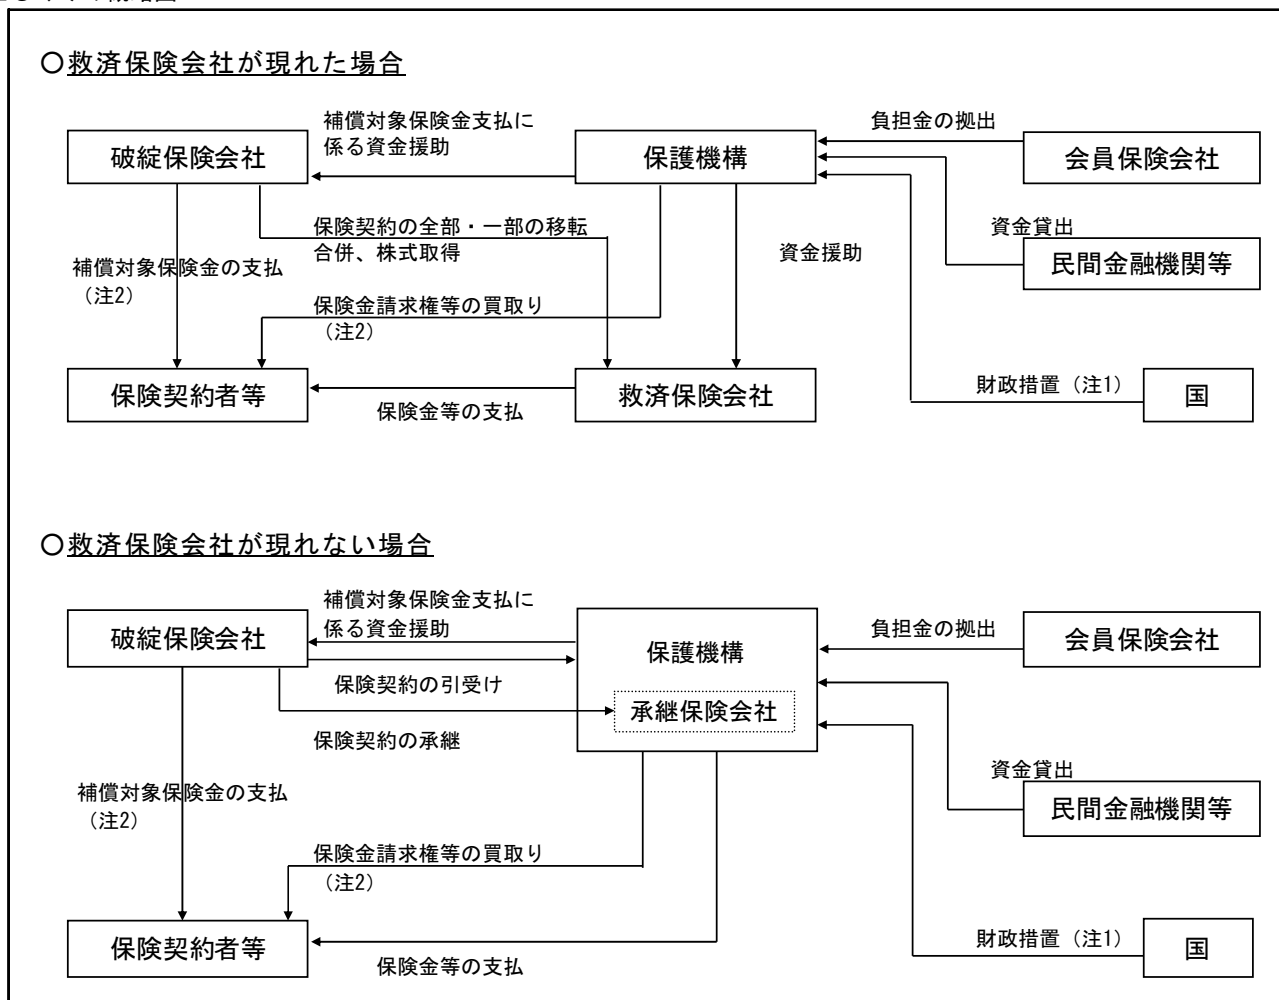 〇救済保険会社が現れた場合
補償対象保険金支払に
係る資金援助
負担金の拠出
破綻保険会社
保護機構
会員保険会社
保険契約の全部・一部の移転
合併、株式取得
資金援助
資金貸出
民間金融機関等
補償対象保険金の支払
（注2）
保険金請求権等の買取り
（注2）
保険契約者等
保険金等の支払
救済保険会社
財政措置（注1）
国
〇救済保険会社が現れない場合
補償対象保険金支払に
係る資金援助
負担金の拠出
破綻保険会社
保護機構
会員保険会社
保険契約の引受け
承継保険会社
保険契約の承継
資金貸出
民間金融機関等
補償対象保険金の支払
（注2）
保険金請求権等の買取り
（注2）
保険契約者等
保険金等の支払
財政措置（注1）
国